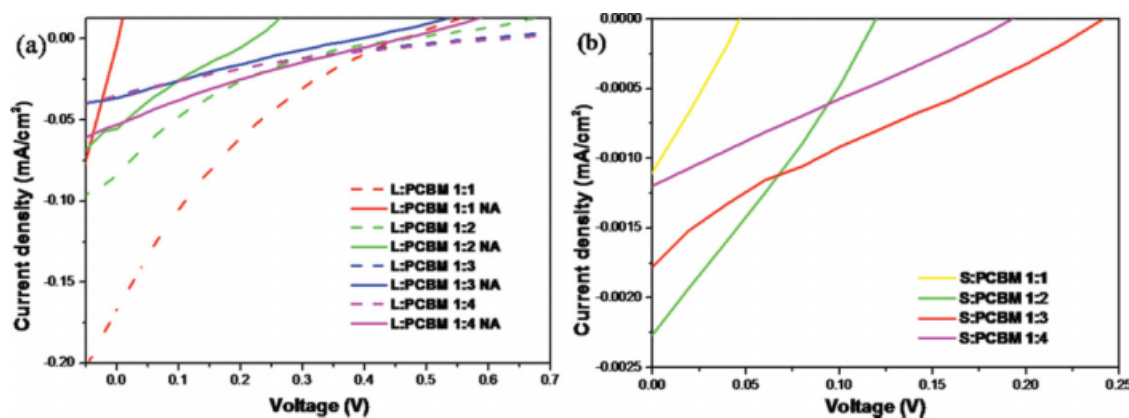 (a)
Current density (mA/cm²)
0.00
-0.05
-0.10
-0.15
-0.20
L:PCBM 1:1
L:PCBM 1:1 NA
L:PCBM 1:2
L:PCBM 1:2 NA
L:PCBM 1:3
L:PCBM 1:3 NA
L:PCBM 1:4
L:PCBM 1:4 NA
0.0 0.1 0.2 0.3 0.4 0.5 0.6 0.7
Voltage (V)
(b)
Current density (mA/cm²)
0.0000
-0.0005
-0.0010
-0.0015
-0.0020
-0.0025
S:PCBM 1:1
S:PCBM 1:2
S:PCBM 1:3
S:PCBM 1:4
0.00 0.05 0.10 0.15 0.20 0.25
Voltage (V)